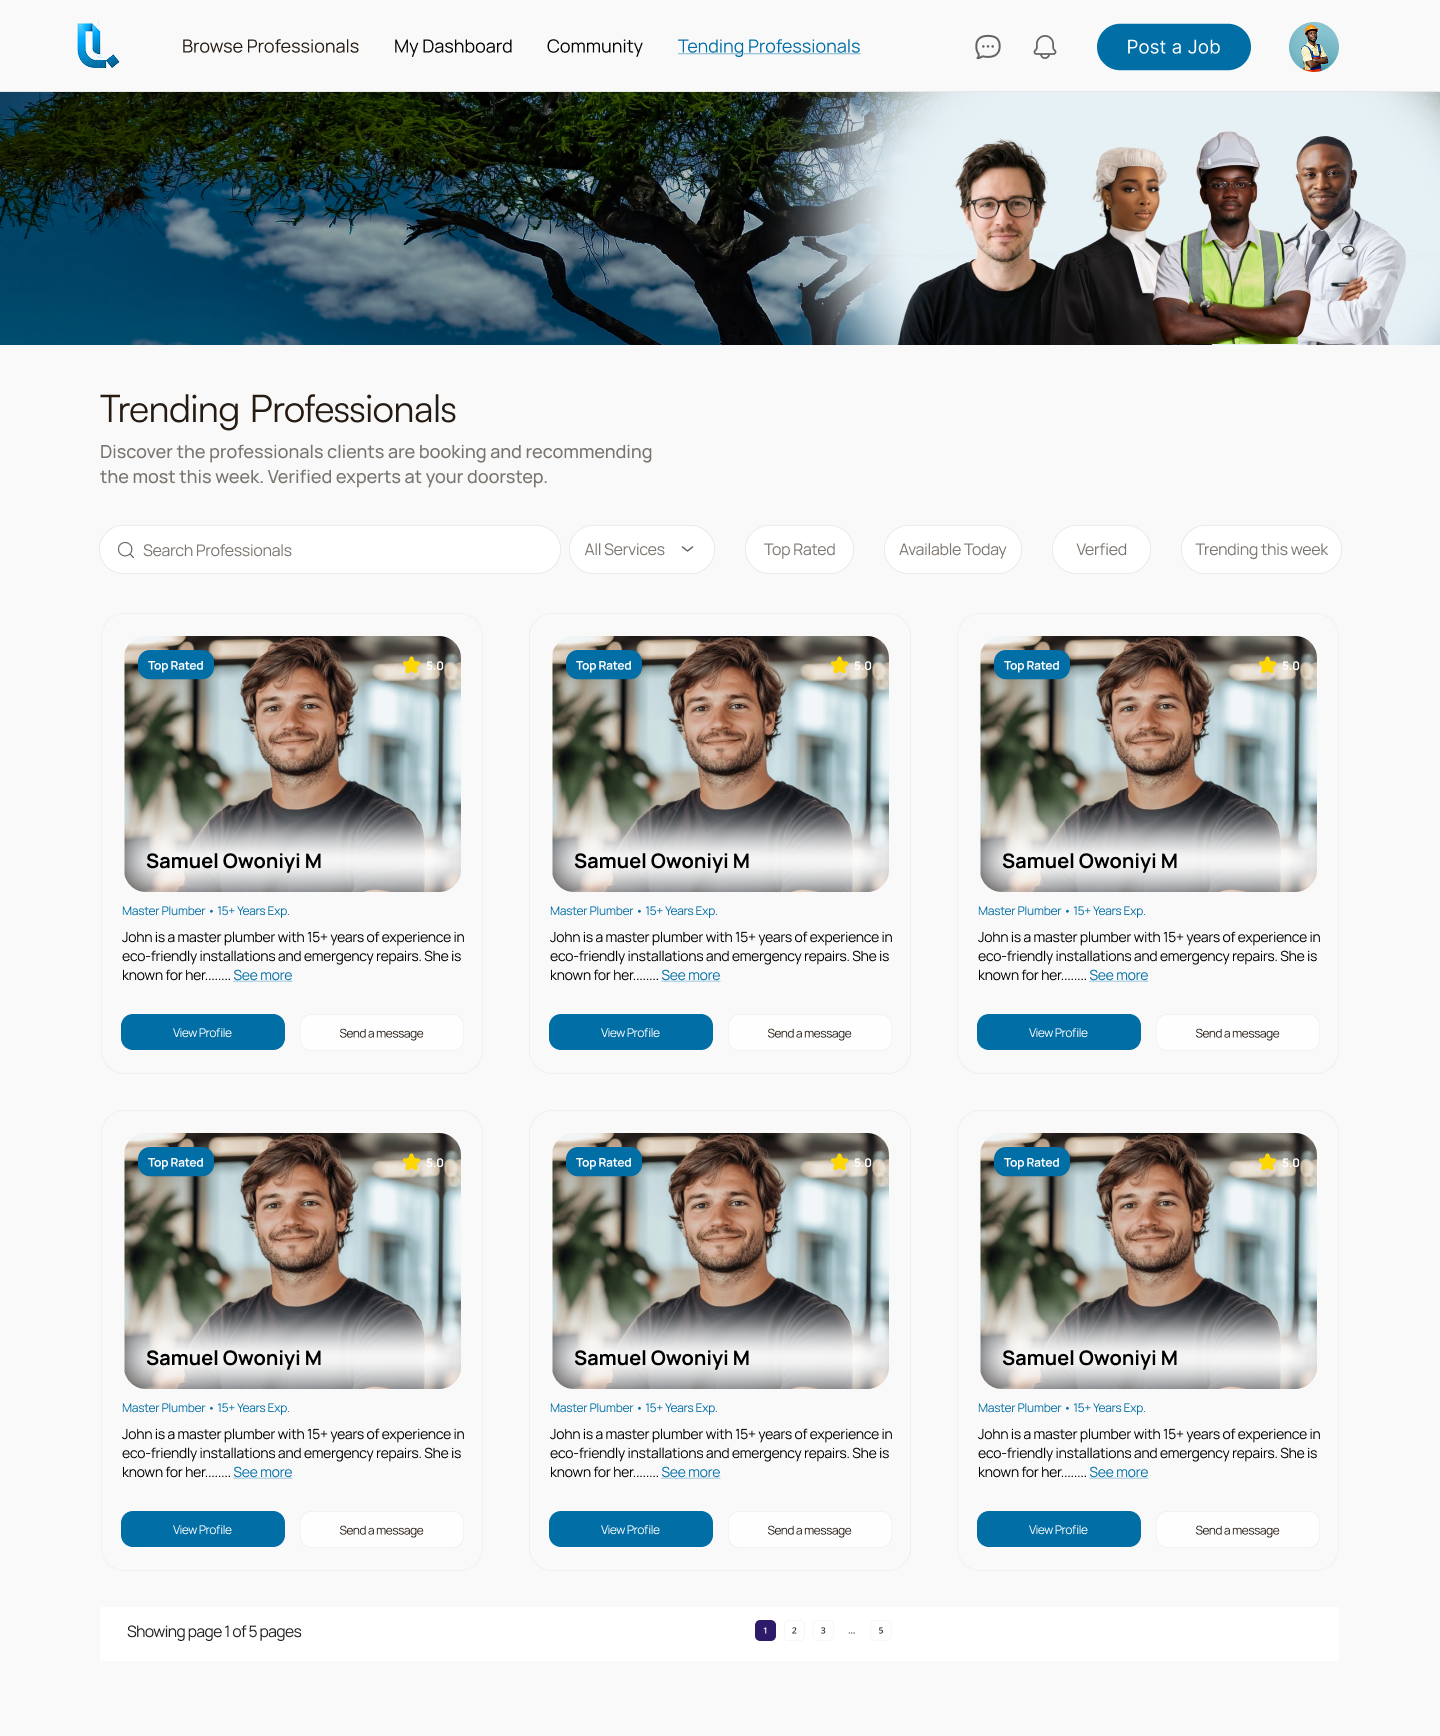 Browse Professionals
My Dashboard
Community
Tending Professionals
Post a Job
Trending Professionals
Discover the professionals clients are booking and recommending
the most this week. Verified experts at your doorstep.
Search Professionals
All Services
Top Rated
Available Today
Verfied
Trending this week
Top Rated
5.0
Samuel Owoniyi M
Master Plumber • 15+ Years Exp.
John is a master plumber with 15+ years of experience in
eco-friendly installations and emergency repairs. She is
known for her........ See more
View Profile
Send a message
Top Rated
5.0
Samuel Owoniyi M
Master Plumber • 15+ Years Exp.
John is a master plumber with 15+ years of experience in
eco-friendly installations and emergency repairs. She is
known for her........ See more
View Profile
Send a message
Top Rated
5.0
Samuel Owoniyi M
Master Plumber • 15+ Years Exp.
John is a master plumber with 15+ years of experience in
eco-friendly installations and emergency repairs. She is
known for her........ See more
View Profile
Send a message
Top Rated
5.0
Samuel Owoniyi M
Master Plumber • 15+ Years Exp.
John is a master plumber with 15+ years of experience in
eco-friendly installations and emergency repairs. She is
known for her........ See more
View Profile
Send a message
Top Rated
5.0
Samuel Owoniyi M
Master Plumber • 15+ Years Exp.
John is a master plumber with 15+ years of experience in
eco-friendly installations and emergency repairs. She is
known for her........ See more
View Profile
Send a message
Top Rated
5.0
Samuel Owoniyi M
Master Plumber • 15+ Years Exp.
John is a master plumber with 15+ years of experience in
eco-friendly installations and emergency repairs. She is
known for her........ See more
View Profile
Send a message
Showing page 1 of 5 pages
1 2 3 ... 5